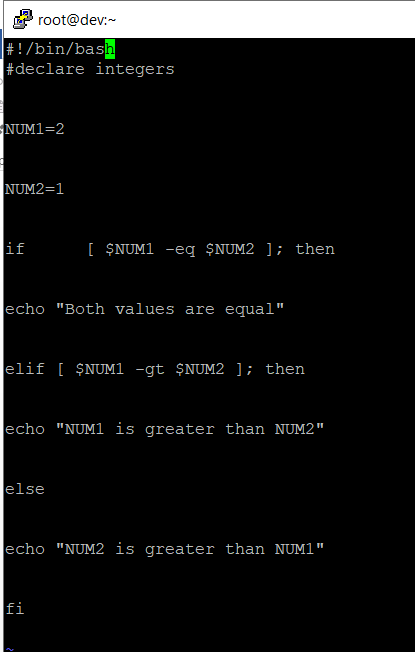 root@dev:~
#!/bin/bash
#declare integers
NUM1=2
NUM2=1
if      [ $NUM1 -eq $NUM2 ]; then
echo "Both values are equal"
elif [ $NUM1 -gt $NUM2 ]; then
echo "NUM1 is greater than NUM2"
else
echo "NUM2 is greater than NUM1"
fi
~